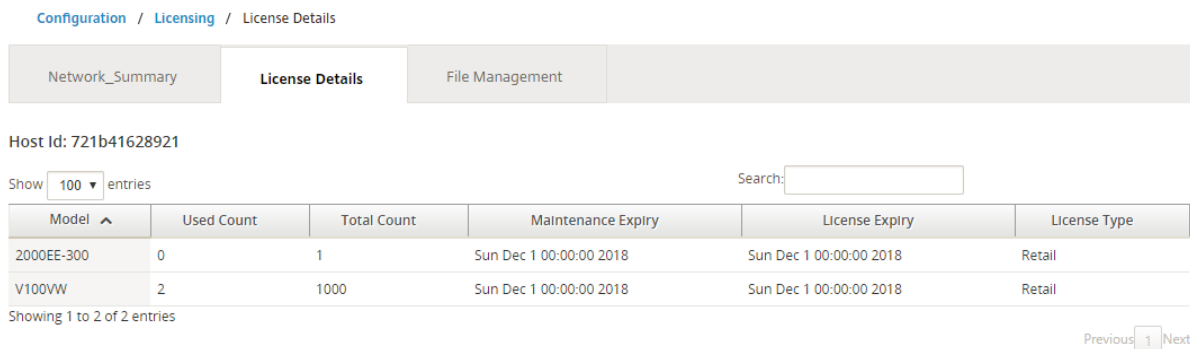 Configuration / Licensing / License Details
Network_Summary License Details File Management
Host Id: 721b41628921
Show 100 entries Search:
Model Used Count Total Count Maintenance Expiry License Expiry License Type
2000EE-300 0 1 Sun Dec 1 00:00:00 2018 Sun Dec 1 00:00:00 2018 Retail
V100VW 2 1000 Sun Dec 1 00:00:00 2018 Sun Dec 1 00:00:00 2018 Retail
Showing 1 to 2 of 2 entries
Previous 1 Next